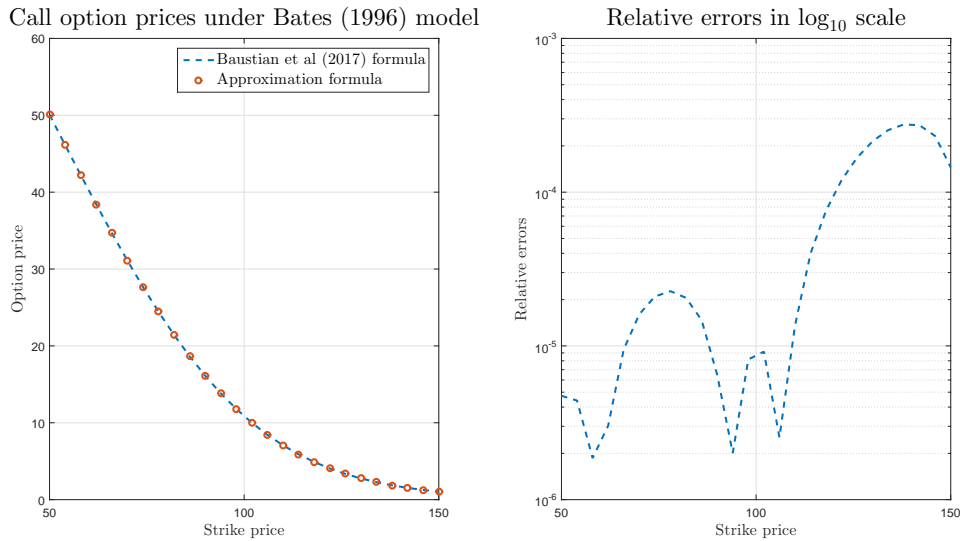 Call option prices under Bates (1996) model
60
50
40
30
20
10
0
Option price
50
100
150
Strike price
Baustian et al (2017) formula
Approximation formula
Relative errors in log₁₀ scale
10⁻³
10⁻⁴
10⁻⁵
10⁻⁶
Relative errors
50
100
150
Strike price